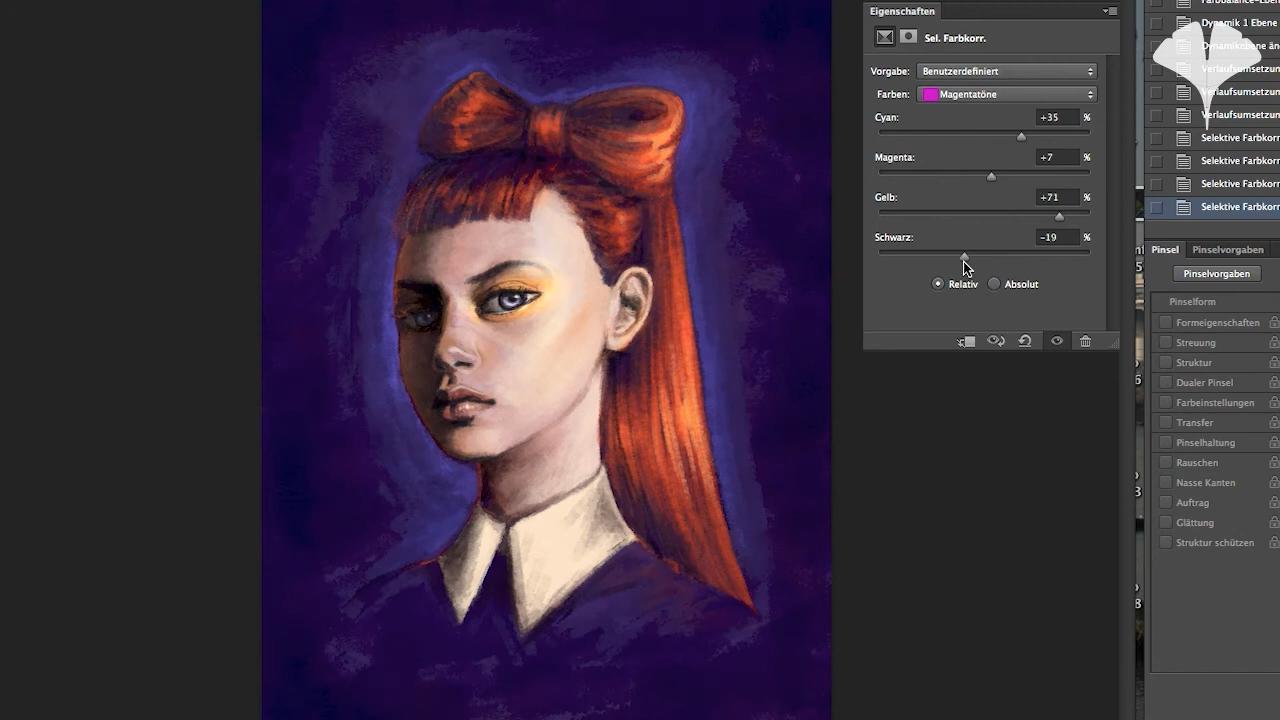 Eigenschaften
Sel. Farbkorr.
Vorgabe: Benutzerdefiniert
Farben: Magentatöne
Cyan: +35 %
Magenta: +7 %
Gelb: +71 %
Schwarz: -19 %
Relativ Absolut
Dynamik 1 Ebene
Dynamikebene än
Verlaufsumsetzun
Verlaufsumsetzun
Verlaufsumsetzun
Selektive Farbkorr
Selektive Farbkorr
Selektive Farbkorr
Selektive Farbkorr
Pinsel Pinselvorgaben
Pinselvorgaben
Pinselform
Formeigenschaften
Streuung
Struktur
Dualer Pinsel
Farbeinstellungen
Transfer
Pinselhaltung
Rauschen
Nasse Kanten
Auftrag
Glättung
Struktur schützen